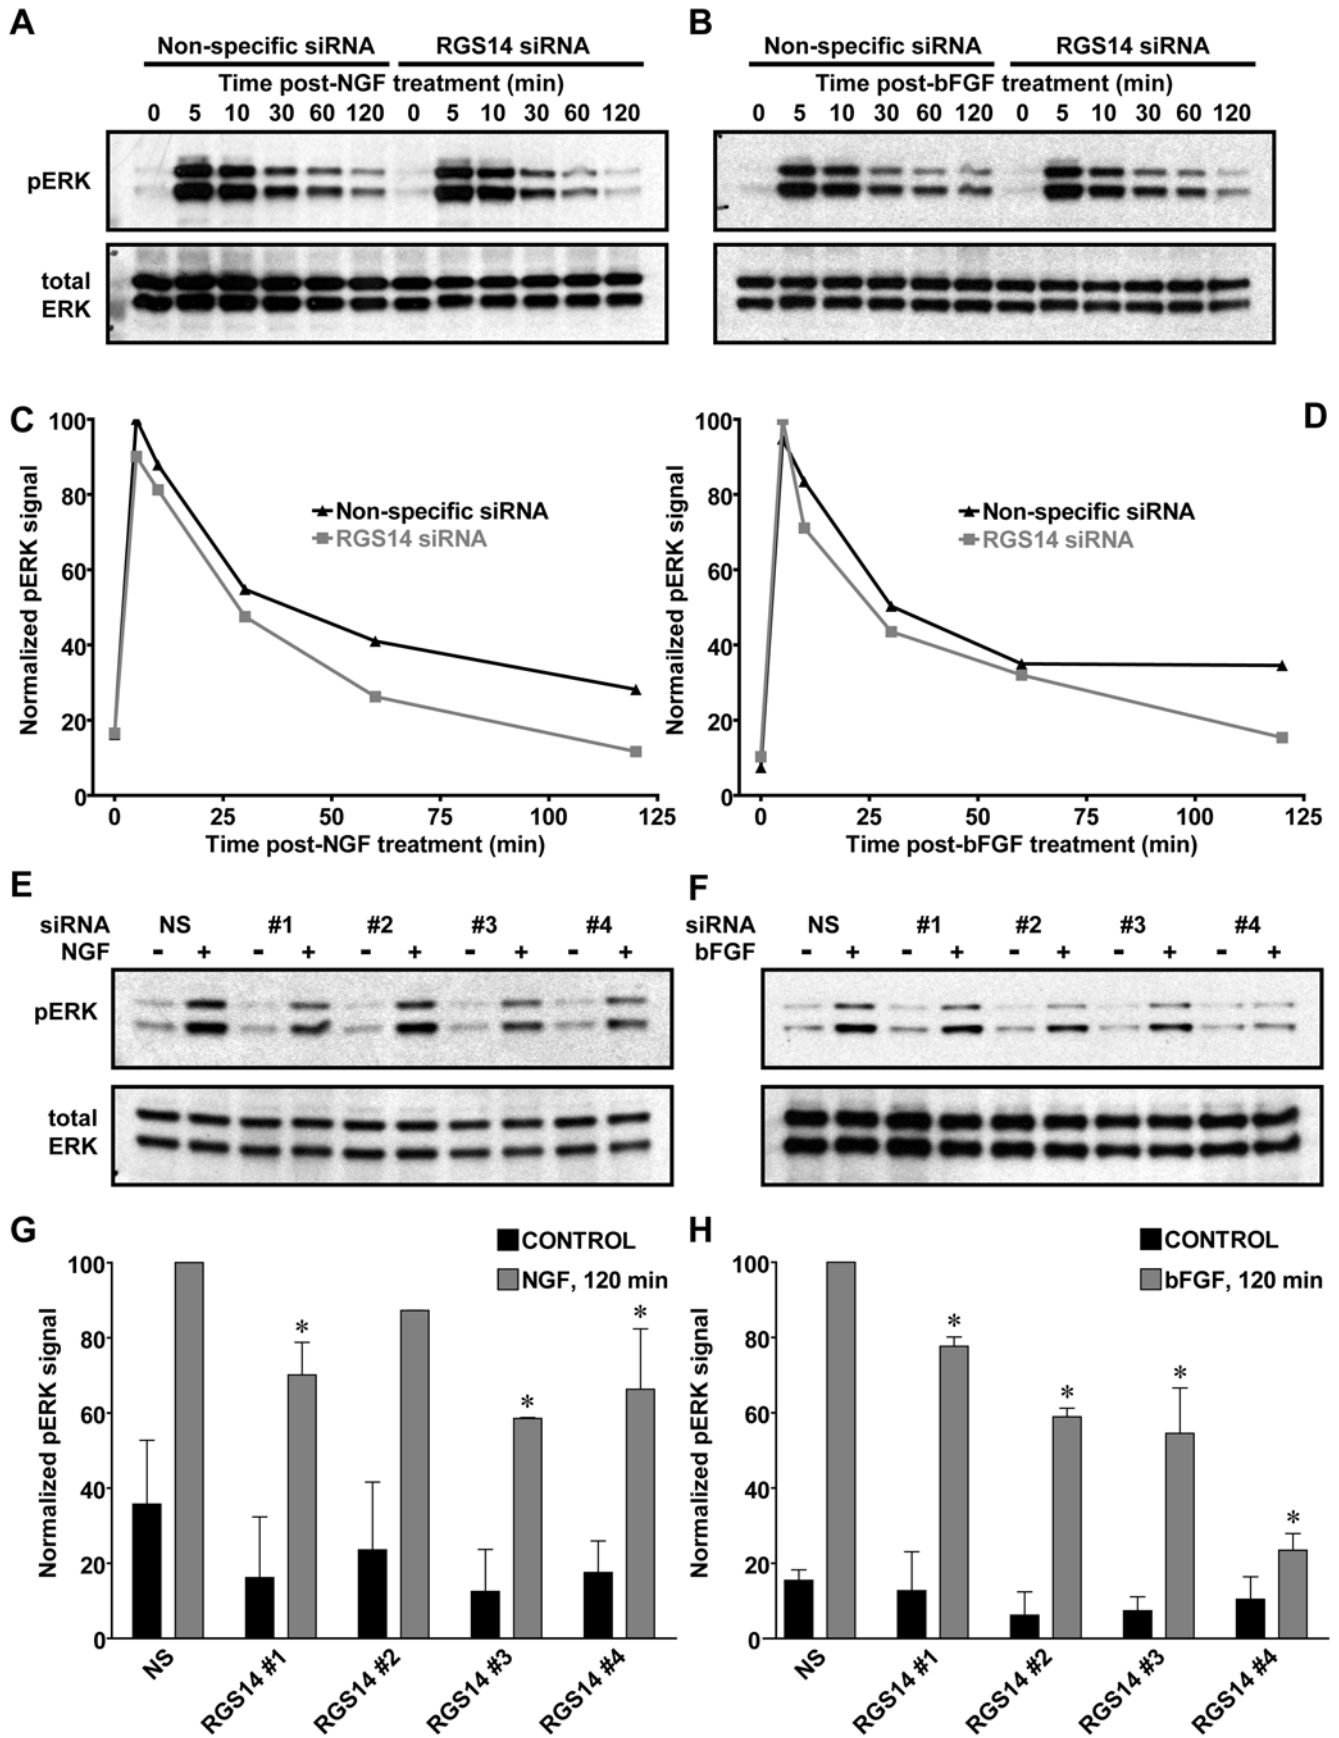 A
Non-specific siRNA RGS14 siRNA
Time post-NGF treatment (min)
0 5 10 30 60 120 0 5 10 30 60 120
pERK
total
ERK
B
Non-specific siRNA RGS14 siRNA
Time post-bFGF treatment (min)
0 5 10 30 60 120 0 5 10 30 60 120
C
Normalized pERK signal
100
80
60
40
20
0
Non-specific siRNA
RGS14 siRNA
0 25 50 75 100 125
Time post-NGF treatment (min)
D
Normailzed pERK signal
100
80
60
40
20
0
Non-specific siRNA
RGS14 siRNA
0 25 50 75 100 125
Time post-bFGF treatment (min)
E
siRNA NS #1 #2 #3 #4
NGF - + - + - + - + - +
pERK
total
ERK
F
siRNA NS #1 #2 #3 #4
bFGF - + - + - + - + - +
G
CONTROL
NGF, 120 min
Normalized pERK signal
100
80
60
40
20
0
* * *
NS RGS14 #1 RGS14 #2 RGS14 #3 RGS14 #4
H
CONTROL
bFGF, 120 min
Normalized pERK signal
100
80
60
40
20
0
* * * *
NS RGS14 #1 RGS14 #2 RGS14 #3 RGS14 #4